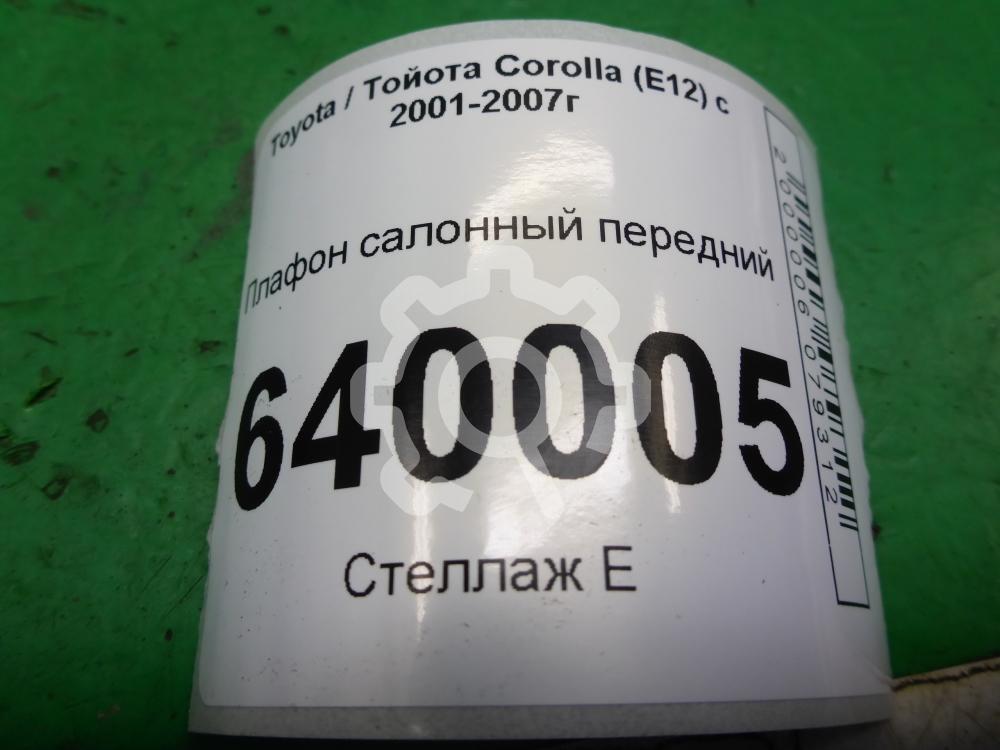 Toyota / Тойота Corolla (E12) с
2001-2007г
Плафон салонный передний
640005
Стеллаж Е
2000006079312